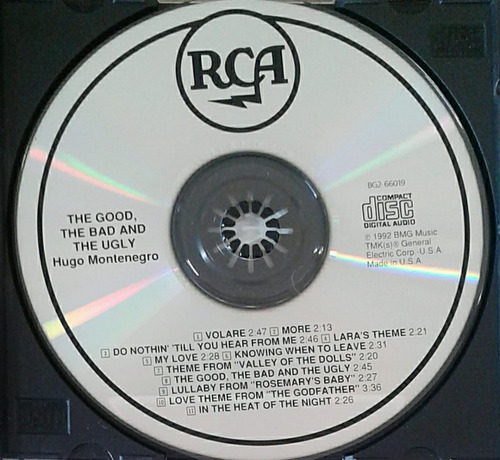 RCA
THE GOOD,
THE BAD AND
THE UGLY
Hugo Montenegro
BG2 66019
COMPACT
disc
DIGITAL AUDIO
℗ 1992 BMG Music
TMK(s)® General
Electric Corp. U.S.A.
Made in U.S.A.
1 VOLARE 2:47 2 MORE 2:13
3 DO NOTHIN' 'TILL YOU HEAR FROM ME 2:46 4 LARA'S THEME 2.21
5 MY LOVE 2:28 6 KNOWING WHEN TO LEAVE 2:31
7 THEME FROM "VALLEY OF THE DOLLS" 2:20
8 THE GOOD, THE BAD AND THE UGLY 2.45
9 LULLABY FROM "ROSEMARY'S BABY" 2:27
10 LOVE THEME FROM "THE GODFATHER" 3:36
11 IN THE HEAT OF THE NIGHT 2:26